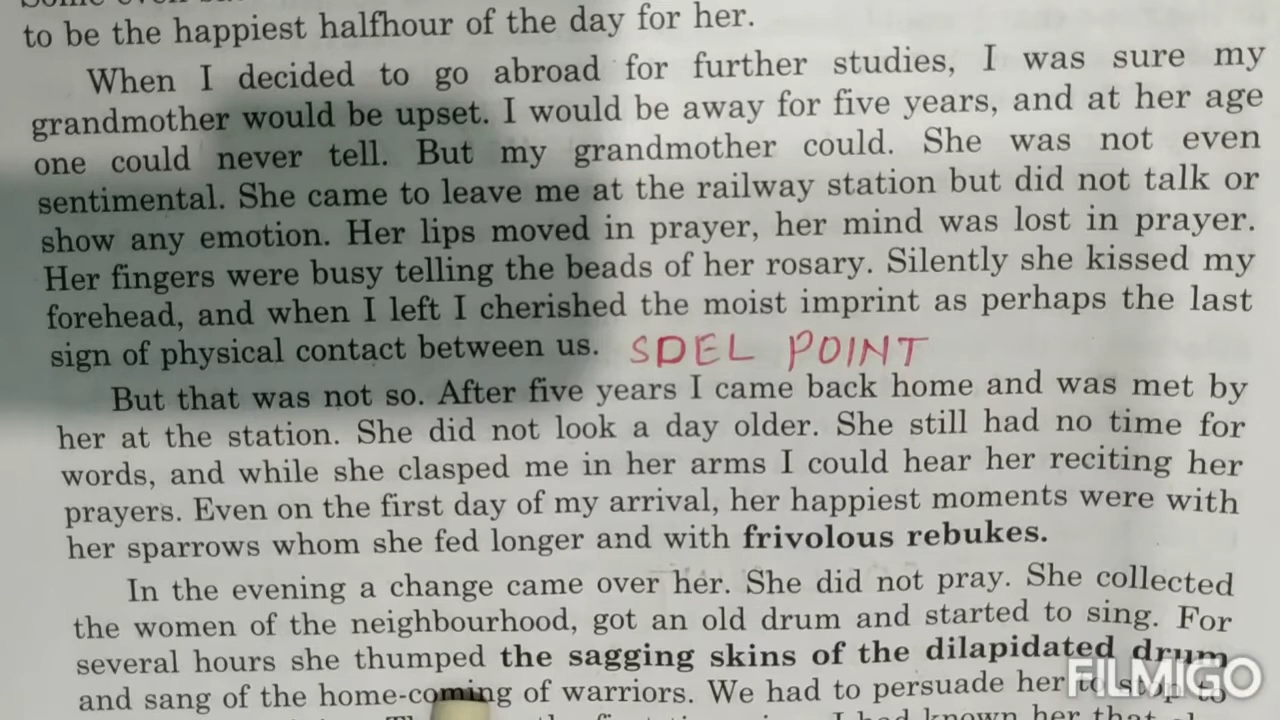 to be the happiest halfhour of the day for her.
When I decided to go abroad for further studies, I was sure my
grandmother would be upset. I would be away for five years, and at her age
one could never tell. But my grandmother could. She was not even
sentimental. She came to leave me at the railway station but did not talk or
show any emotion. Her lips moved in prayer, her mind was lost in prayer.
Her fingers were busy telling the beads of her rosary. Silently she kissed my
forehead, and when I left I cherished the moist imprint as perhaps the last
sign of physical contact between us. SDEL POINT
But that was not so. After five years I came back home and was met by
her at the station. She did not look a day older. She still had no time for
words, and while she clasped me in her arms I could hear her reciting her
prayers. Even on the first day of my arrival, her happiest moments were with
her sparrows whom she fed longer and with frivolous rebukes.
In the evening a change came over her. She did not pray. She collected
the women of the neighbourhood, got an old drum and started to sing. For
several hours she thumped the sagging skins of the dilapidated drum
and sang of the home-coming of warriors. We had to persuade her to stop to
I had known her that
FILMIGO